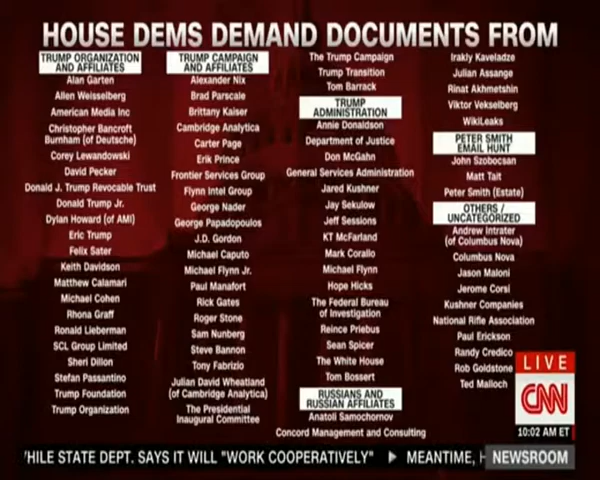 HOUSE DEMS DEMAND DOCUMENTS FROM
TRUMP ORGANIZATION
AND AFFILIATES
Alan Garten
Allen Weisselberg
American Media Inc
Christopher Bancroft
Burnham (of Deutsche)
Corey Lewandowski
David Pecker
Donald J. Trump Revocable Trust
Donald Trump Jr.
Dylan Howard (of AMI)
Eric Trump
Felix Sater
Keith Davidson
Matthew Calamari
Michael Cohen
Rhona Graff
Ronald Lieberman
SCL Group Limited
Sheri Dillon
Stefan Passantino
Trump Foundation
Trump Organization
TRUMP CAMPAIGN
AND AFFILIATES
Alexander Nix
Brad Parscale
Brittany Kaiser
Cambridge Analytica
Carter Page
Erik Prince
Frontier Services Group
Flynn Intel Group
George Nader
George Papadopoulos
J.D. Gordon
Michael Caputo
Michael Flynn Jr.
Paul Manafort
Rick Gates
Roger Stone
Sam Nunberg
Steve Bannon
Tony Fabrizio
Julian David Wheatland
(of Cambridge Analytica)
The Presidential
Inaugural Committee
The Trump Campaign
Trump Transition
Tom Barrack
TRUMP
ADMINISTRATION
Annie Donaldson
Department of Justice
Don McGahn
General Services Administration
Jared Kushner
Jay Sekulow
Jeff Sessions
KT McFarland
Mark Corallo
Michael Flynn
Hope Hicks
The Federal Bureau
of Investigation
Reince Priebus
Sean Spicer
The White House
Tom Bossert
RUSSIANS AND
RUSSIAN AFFILIATES
Anatoli Samochornov
Concord Management and Consulting
Irakly Kaveladze
Julian Assange
Rinat Akhmetshin
Viktor Vekselberg
WikiLeaks
PETER SMITH
EMAIL HUNT
John Szobocsan
Matt Tait
Peter Smith (Estate)
OTHERS /
UNCATEGORIZED
Andrew Intrater
(of Columbus Nova)
Columbus Nova
Jason Maloni
Jerome Corsi
Kushner Companies
National Rifle Association
Paul Erickson
Randy Credico
Rob Goldstone
Ted Malloch
LIVE
CNN
10:02 AM ET
HILE STATE DEPT. SAYS IT WILL "WORK COOPERATIVELY" ▶ MEANTIME, H
NEWSROOM